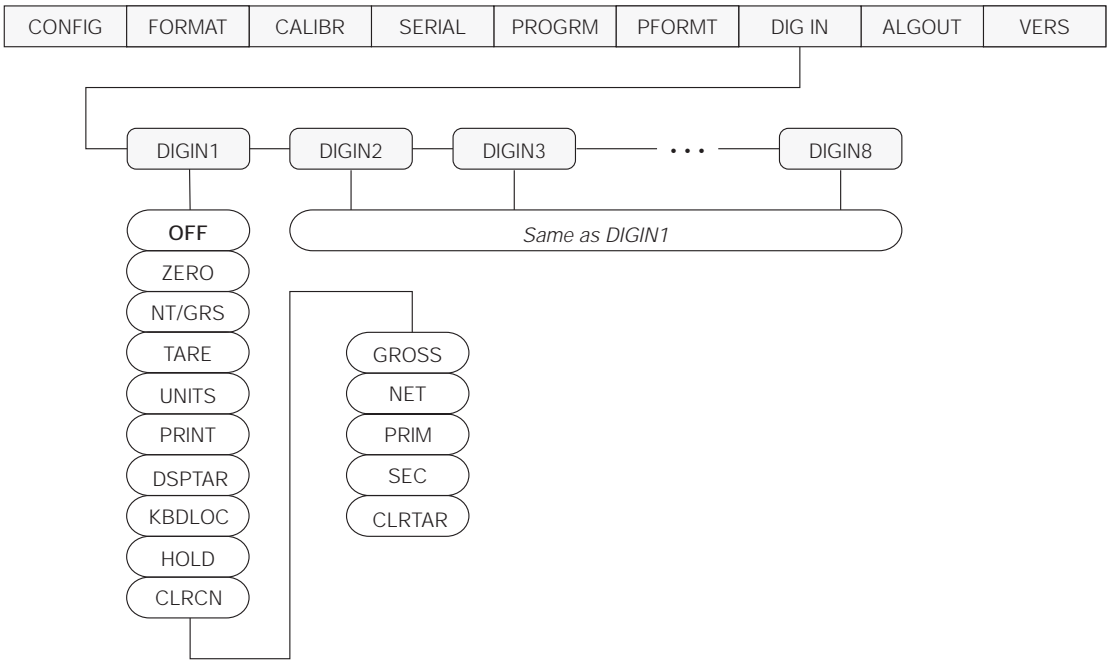 CONFIG FORMAT CALIBR SERIAL PROGRM PFORMT DIG IN ALGOUT VERS
DIGIN1 DIGIN2 DIGIN3 ... DIGIN8
OFF
Same as DIGIN1
ZERO
NT/GRS
TARE
UNITS
PRINT
DSPTAR
KBDLOC
HOLD
CLRCN
GROSS
NET
PRIM
SEC
CLRTAR